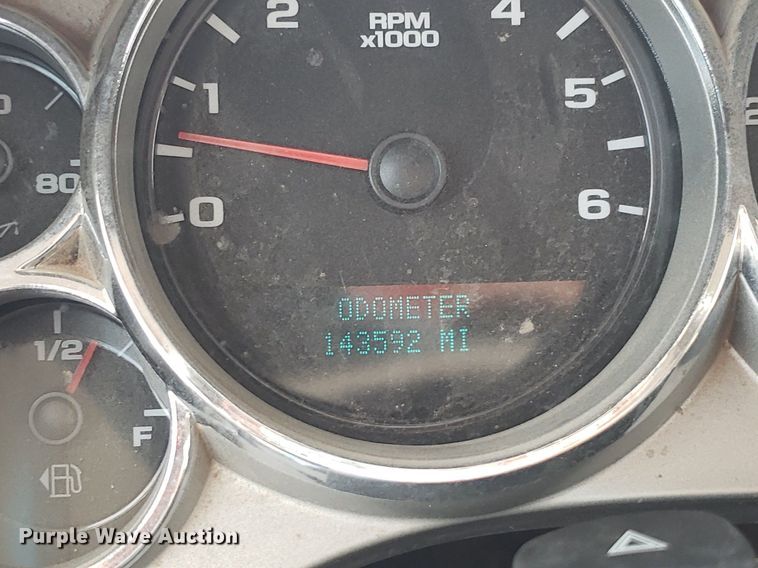 2
4
RPM
x1000
1
5
0
6
80
ODOMETER
143592 MI
1/2
F
Purple Wave Auction